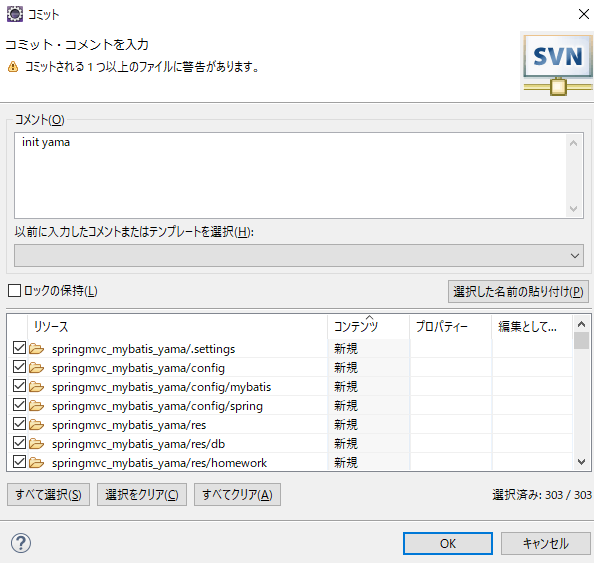 コミット
コミット・コメントを入力
コミットされる１つ以上のファイルに警告があります。
SVN
コメント(O)
init yama
以前に入力したコメントまたはテンプレートを選択(H):
ロックの保持(L)
選択した名前の貼り付け(P)
リソース コンテンツ プロパティー 編集として...
springmvc_mybatis_yama/.settings 新規
springmvc_mybatis_yama/config 新規
springmvc_mybatis_yama/config/mybatis 新規
springmvc_mybatis_yama/config/spring 新規
springmvc_mybatis_yama/res 新規
springmvc_mybatis_yama/res/db 新規
springmvc_mybatis_yama/res/homework 新規
すべて選択(S) 選択をクリア(C) すべてクリア(A) 選択済み: 303 / 303
? OK キャンセル